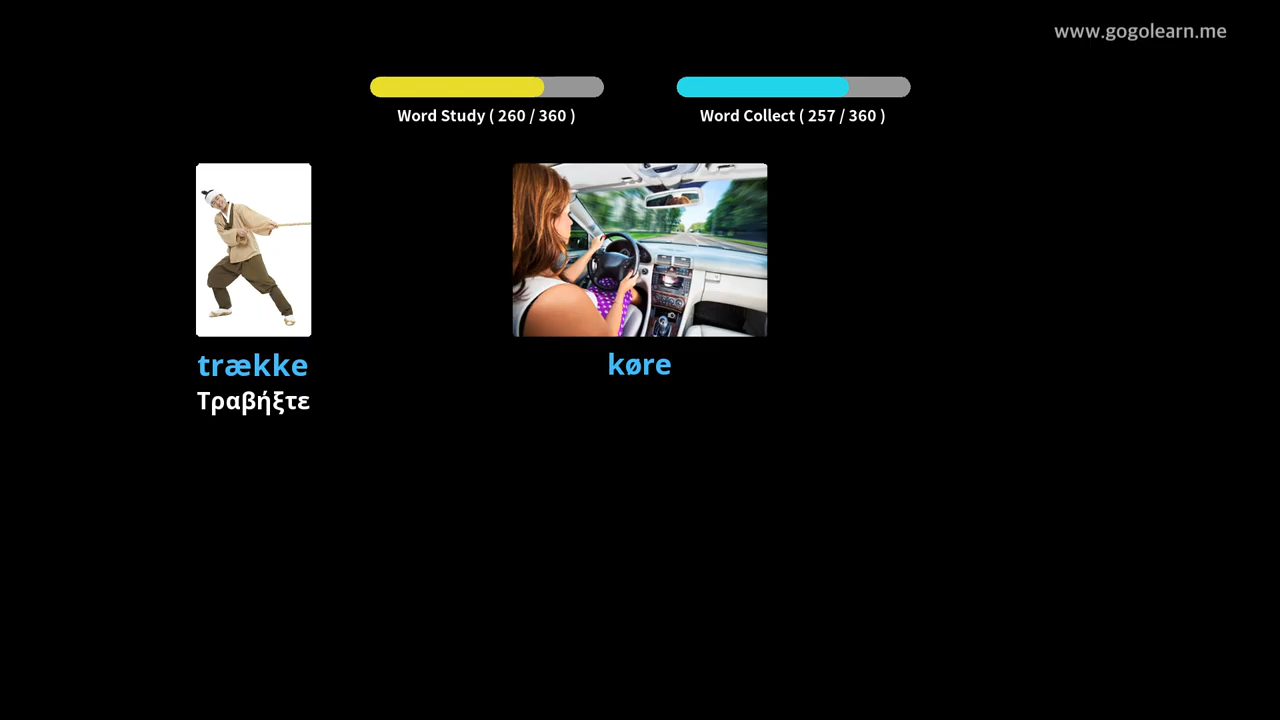 www.gogolearn.me
Word Study ( 260 / 360 )
Word Collect ( 257 / 360 )
trække
køre
Τραβήξτε